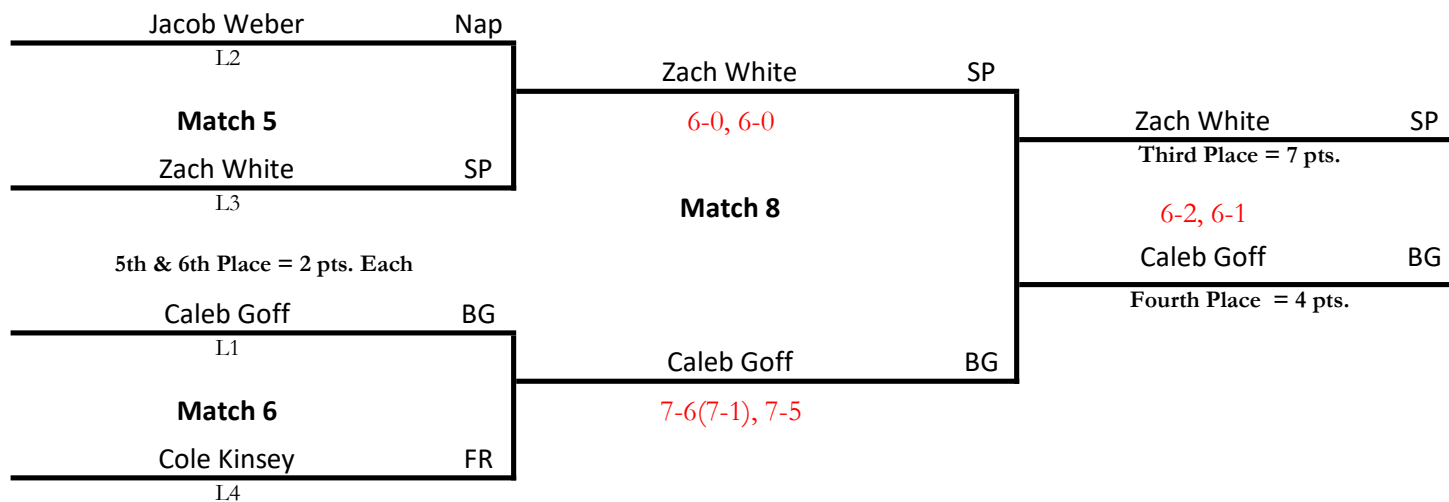 Jacob Weber Nap
L2
Match 5
Zach White SP
L3
5th & 6th Place = 2 pts. Each
Caleb Goff BG
L1
Match 6
Cole Kinsey FR
L4
Zach White SP
6-0, 6-0
Match 8
Caleb Goff BG
7-6(7-1), 7-5
Zach White SP
Third Place = 7 pts.
6-2, 6-1
Caleb Goff BG
Fourth Place = 4 pts.